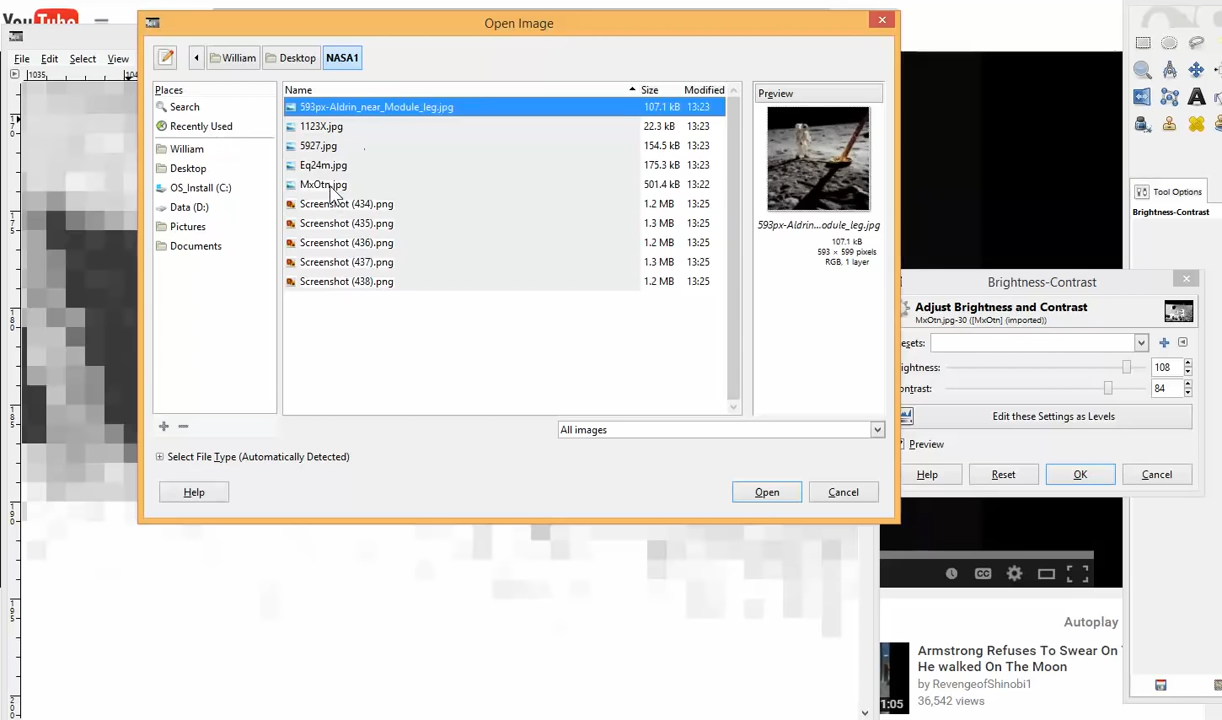 YouTube
Open Image
File Edit Select View
1035
William Desktop NASA1
Places
Search
Recently Used
William
Desktop
OS_Install (C:)
Data (D:)
Pictures
Documents
Name Size Modified
593px-Aldrin_near_Module_leg.jpg 107.1 kB 13:23
1123X.jpg 22.3 kB 13:23
5927.jpg 154.5 kB 13:23
Eq24m.jpg 175.3 kB 13:23
MxOtn.jpg 501.4 kB 13:22
Screenshot (434).png 1.2 MB 13:25
Screenshot (435).png 1.3 MB 13:25
Screenshot (436).png 1.2 MB 13:25
Screenshot (437).png 1.3 MB 13:25
Screenshot (438).png 1.2 MB 13:25
Preview
593px-Aldrin...odule_leg.jpg
107.1 kB
593 × 599 pixels
RGB, 1 layer
All images
Select File Type (Automatically Detected)
Help Open Cancel
Tool Options
Brightness-Contrast
Brightness-Contrast
Adjust Brightness and Contrast
MxOtn.jpg-30 ([MxOtn] (imported))
esets:
ightness: 108
ontrast: 84
Edit these Settings as Levels
Preview
Help Reset OK Cancel
CC
Autoplay
Armstrong Refuses To Swear On
He walked On The Moon
by RevengeofShinobi1
36,542 views
1:05